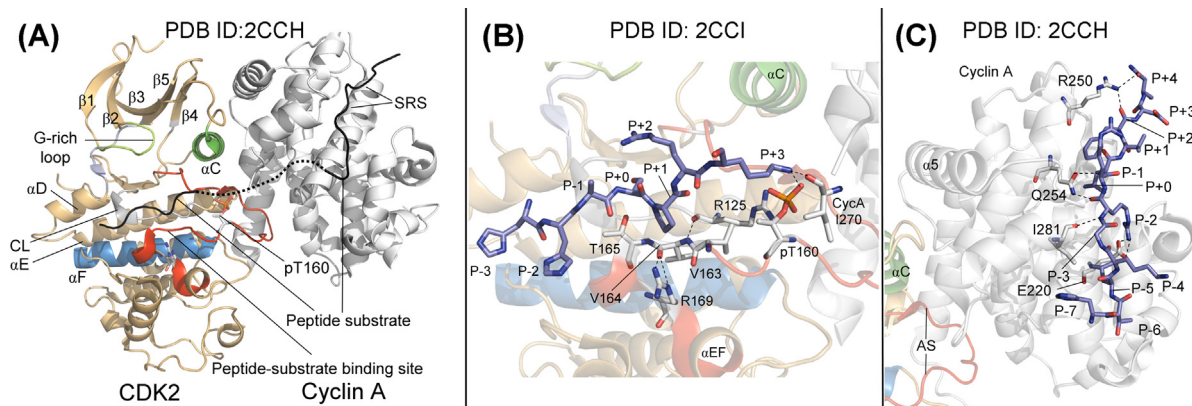 (A)
PDB ID:2CCH
β1
β2
β3
β5
β4
G-rich
loop
αC
SRS
αD
CL
αE
αF
pT160
Peptide substrate
Peptide-substrate binding site
CDK2
Cyclin A
(B)
PDB ID: 2CCI
αC
P+2
P+3
P+1
P+0
P-1
R125
CycA
I270
T165
P-3
P-2
pT160
V163
V164
R169
αEF
(C)
PDB ID: 2CCH
Cyclin A
R250
P+4
P+3
P+2
P+1
α5
P-1
P+0
Q254
P-2
I281
αC
P-3
P-4
E220
P-5
P-7
P-6
AS